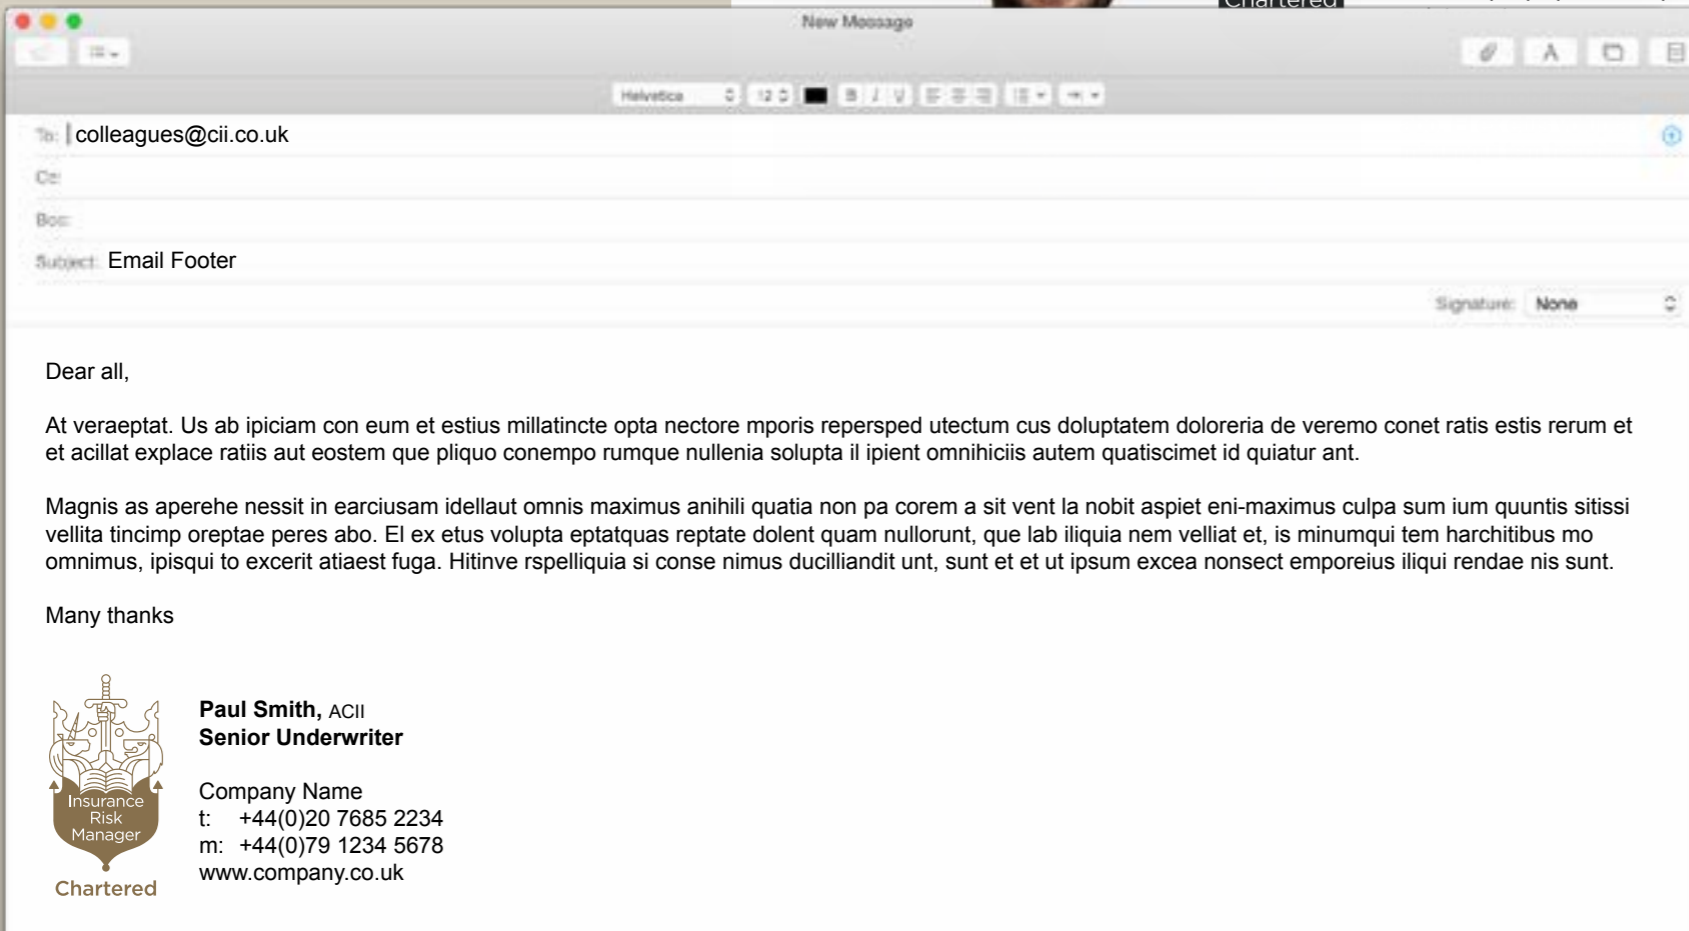 Chartered
New Message
Helvetica
12
B I U
To: colleagues@cii.co.uk
Cc:
Bcc:
Subject: Email Footer
Signature: None
Dear all,
At veraeptat. Us ab ipiciam con eum et estius millatincte opta nectore mporis repersped utectum cus doluptatem doloreria de veremo conet ratis estis rerum et
et acillat explace ratiis aut eostem que pliquo conempo rumque nullenia solupta il ipient omnihiciis autem quatiscimet id quiatur ant.
Magnis as aperehe nessit in earciusam idellaut omnis maximus anihili quatia non pa corem a sit vent la nobit aspiet eni-maximus culpa sum ium quuntis sitissi
vellita tincimp oreptae peres abo. El ex etus volupta eptatquas reptate dolent quam nullorunt, que lab iliquia nem velliat et, is minumqui tem harchitibus mo
omnimus, ipisqui to excerit atiaest fuga. Hitinve rspelliquia si conse nimus ducilliandit unt, sunt et et ut ipsum excea nonsect emporeius iliqui rendae nis sunt.
Many thanks
Paul Smith, ACII
Senior Underwriter
Company Name
t: +44(0)20 7685 2234
m: +44(0)79 1234 5678
www.company.co.uk
Insurance
Risk
Manager
Chartered